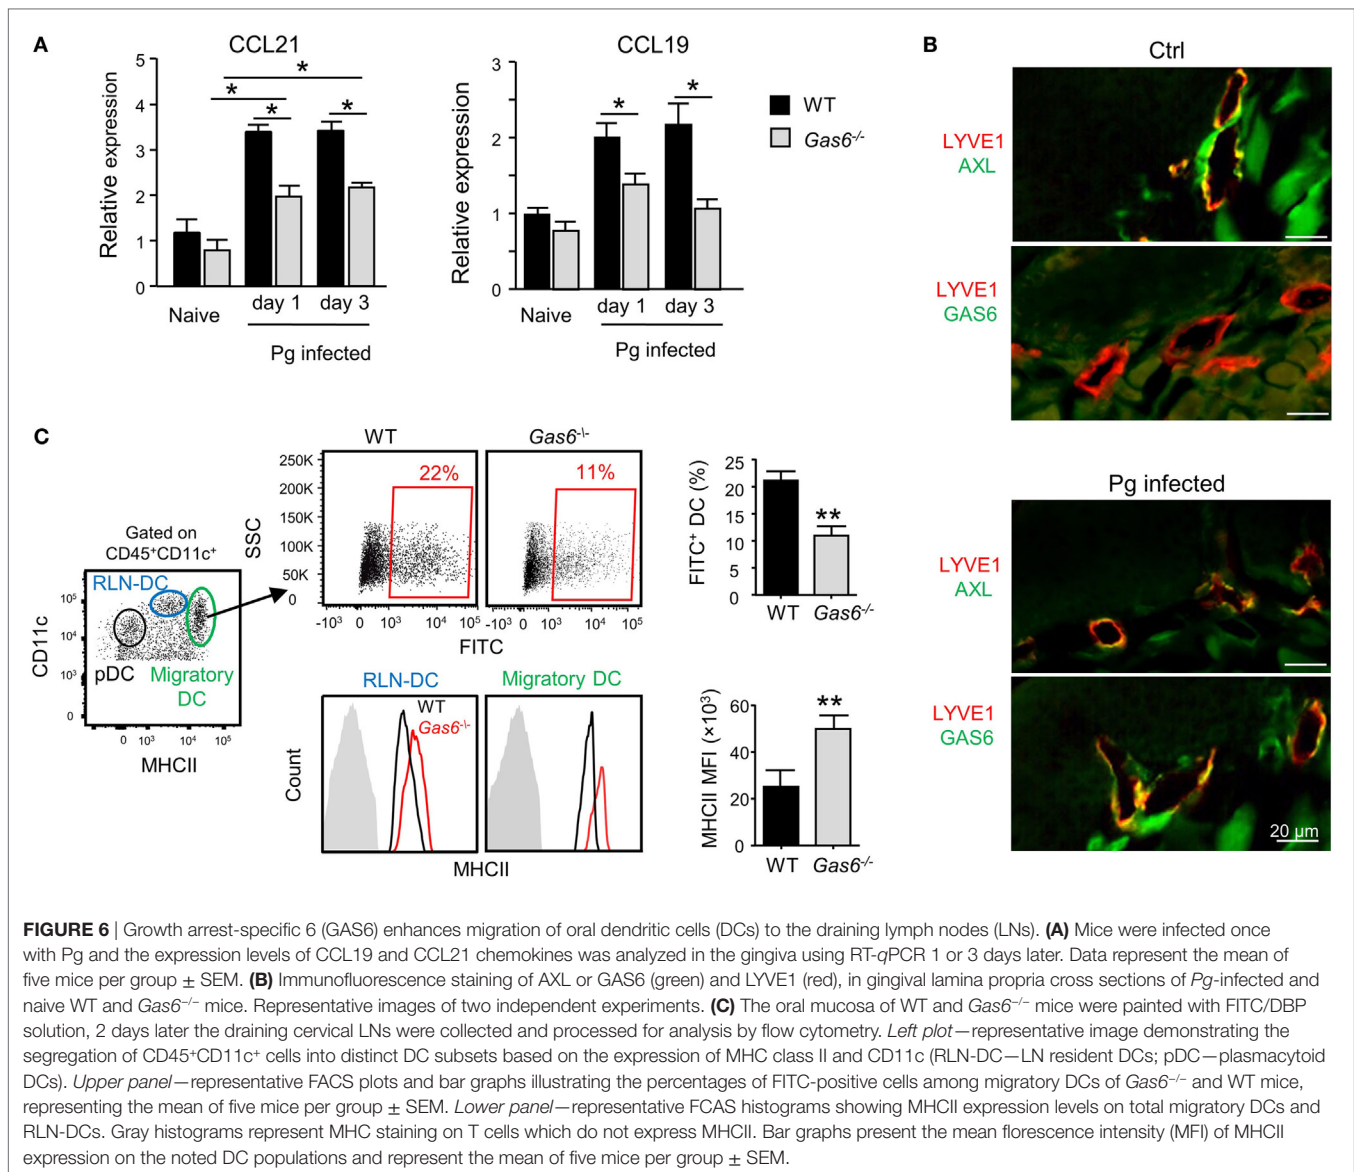 A
CCL21
Relative expression
5
4
3
2
1
0
*
*
*
*
Naive
day 1
day 3
Pg infected
CCL19
Relative expression
3
2
1
0
*
*
Naive
day 1
day 3
Pg infected
WT
Gas6-/-
B
Ctrl
LYVE1
AXL
LYVE1
GAS6
Pg infected
LYVE1
AXL
LYVE1
GAS6
20 µm
C
Gated on
CD45+CD11c+
RLN-DC
pDC
Migratory
DC
CD11c
10⁵
10⁴
10³
0
0 10³ 10⁴ 10⁵
MHCII
WT
Gas6-\-
SSC
250K
200K
150K
100K
50K
0
22%
11%
-10³ 10³ 10⁴ 10⁵
-10³ 10³ 10⁴ 10⁵
FITC
RLN-DC
Migratory DC
WT
Gas6-\-
Count
MHCII
FITC+ DC (%)
25
20
15
10
5
0
**
WT Gas6-/-
MHCII MFI (×10³)
60
40
20
0
**
WT Gas6-/-
FIGURE 6 | Growth arrest-specific 6 (GAS6) enhances migration of oral dendritic cells (DCs) to the draining lymph nodes (LNs). (A) Mice were infected once
with Pg and the expression levels of CCL19 and CCL21 chemokines was analyzed in the gingiva using RT-qPCR 1 or 3 days later. Data represent the mean of
five mice per group ± SEM. (B) Immunofluorescence staining of AXL or GAS6 (green) and LYVE1 (red), in gingival lamina propria cross sections of Pg-infected and
naive WT and Gas6−/− mice. Representative images of two independent experiments. (C) The oral mucosa of WT and Gas6−/− mice were painted with FITC/DBP
solution, 2 days later the draining cervical LNs were collected and processed for analysis by flow cytometry. Left plot—representative image demonstrating the
segregation of CD45+CD11c+ cells into distinct DC subsets based on the expression of MHC class II and CD11c (RLN-DC—LN resident DCs; pDC—plasmacytoid
DCs). Upper panel—representative FACS plots and bar graphs illustrating the percentages of FITC-positive cells among migratory DCs of Gas6−/− and WT mice,
representing the mean of five mice per group ± SEM. Lower panel—representative FCAS histograms showing MHCII expression levels on total migratory DCs and
RLN-DCs. Gray histograms represent MHC staining on T cells which do not express MHCII. Bar graphs present the mean florescence intensity (MFI) of MHCII
expression on the noted DC populations and represent the mean of five mice per group ± SEM.